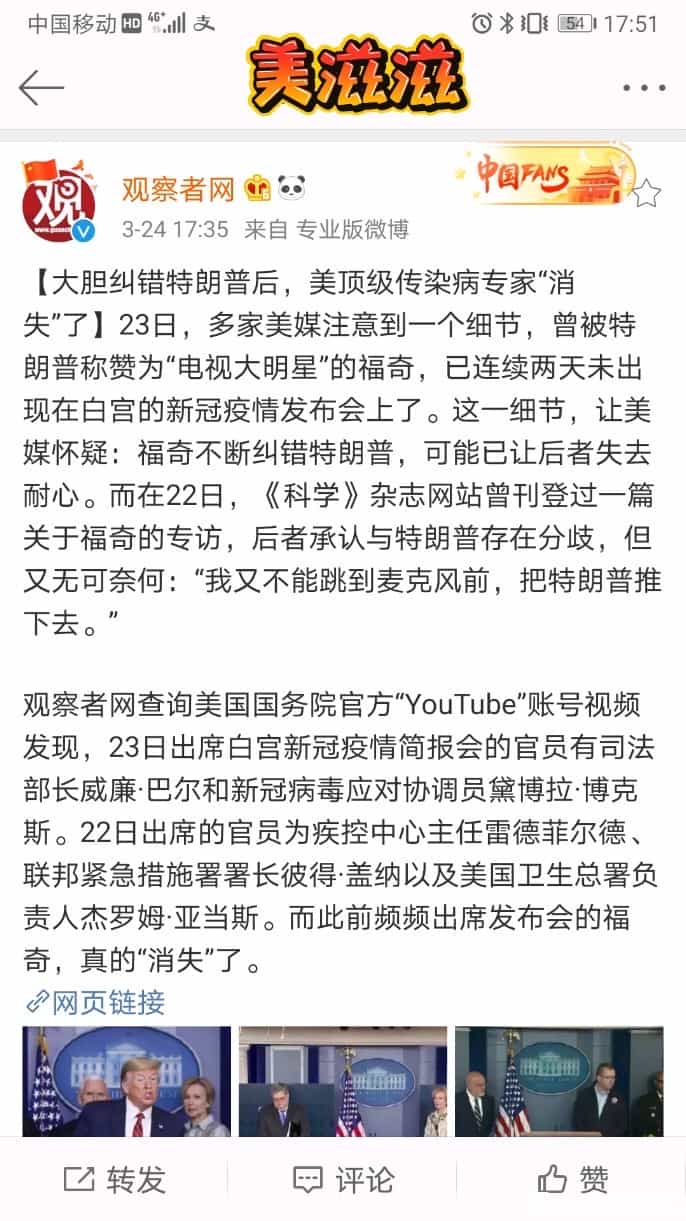 中国移动 HD 4G+ 54 17:51
美滋滋
观 观察者网
中国FANS
3-24 17:35 来自 专业版微博
【大胆纠错特朗普后，美顶级传染病专家“消
失”了】23日，多家美媒注意到一个细节，曾被特
朗普称赞为“电视大明星”的福奇，已连续两天未出
现在白宫的新冠疫情发布会上了。这一细节，让美
媒怀疑：福奇不断纠错特朗普，可能已让后者失去
耐心。而在22日，《科学》杂志网站曾刊登过一篇
关于福奇的专访，后者承认与特朗普存在分歧，但
又无可奈何：“我又不能跳到麦克风前，把特朗普推
下去。”
观察者网查询美国国务院官方“YouTube”账号视频
发现，23日出席白宫新冠疫情简报会的官员有司法
部长威廉·巴尔和新冠病毒应对协调员黛博拉·博克
斯。22日出席的官员为疾控中心主任雷德菲尔德、
联邦紧急措施署署长彼得·盖纳以及美国卫生总署负
责人杰罗姆·亚当斯。而此前频频出席发布会的福
奇，真的“消失”了。
网页链接
转发 评论 赞